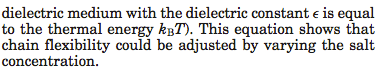 dielectric medium with the dielectric constant ϵ is equal
to the thermal energy kBT). This equation shows that
chain flexibility could be adjusted by varying the salt
concentration.